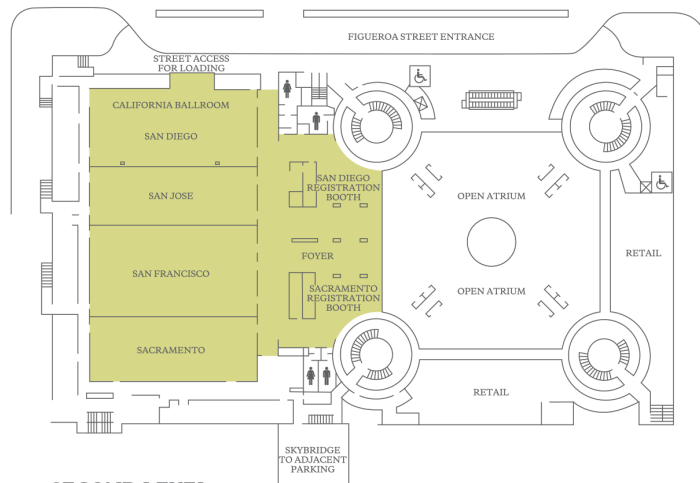 FIGUEROA STREET ENTRANCE
STREET ACCESS
FOR LOADING
CALIFORNIA BALLROOM
SAN DIEGO
SAN JOSE
SAN FRANCISCO
SACRAMENTO
SAN DIEGO
REGISTRATION
BOOTH
FOYER
SACRAMENTO
REGISTRATION
BOOTH
OPEN ATRIUM
OPEN ATRIUM
RETAIL
RETAIL
SKYBRIDGE
TO ADJACENT
PARKING